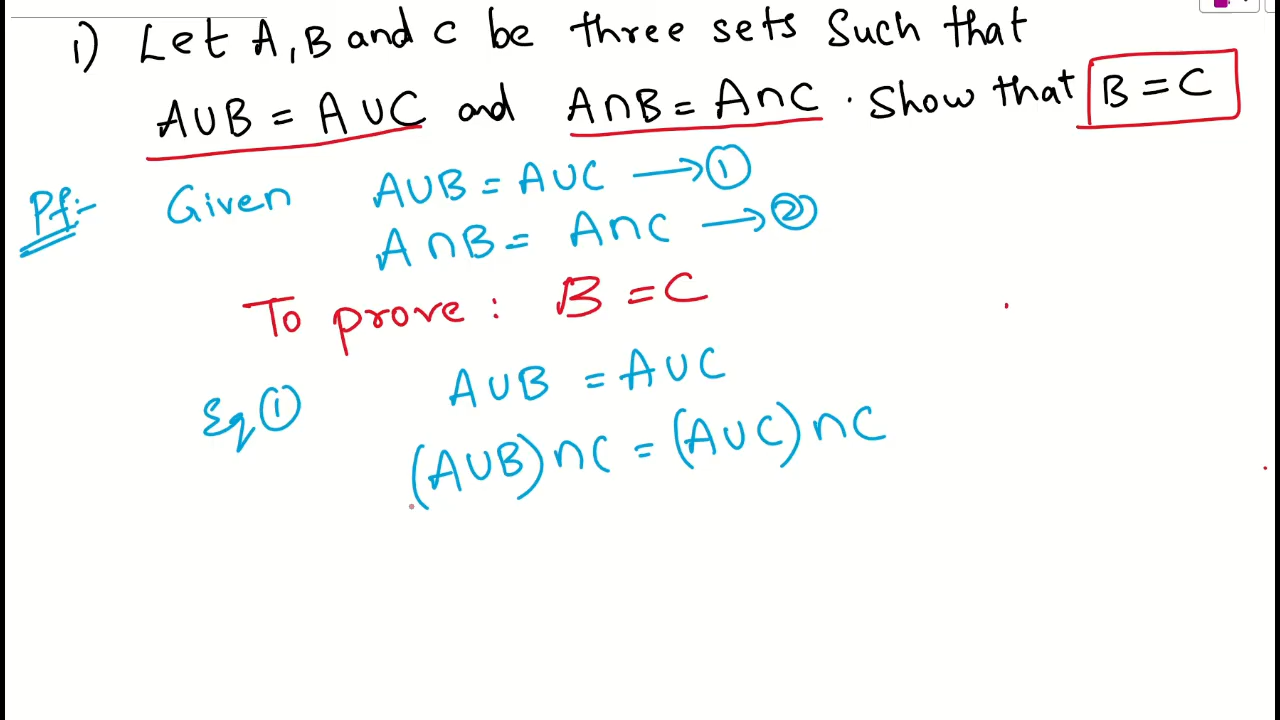 1) Let A, B and C be three sets Such that
A∪B = A∪C and A∩B = A∩C. Show that B = C
Pf:- Given A∪B = A∪C → ①
A∩B = A∩C → ②
To prove: B = C
Eq ① A∪B = A∪C
(A∪B)∩C = (A∪C)∩C